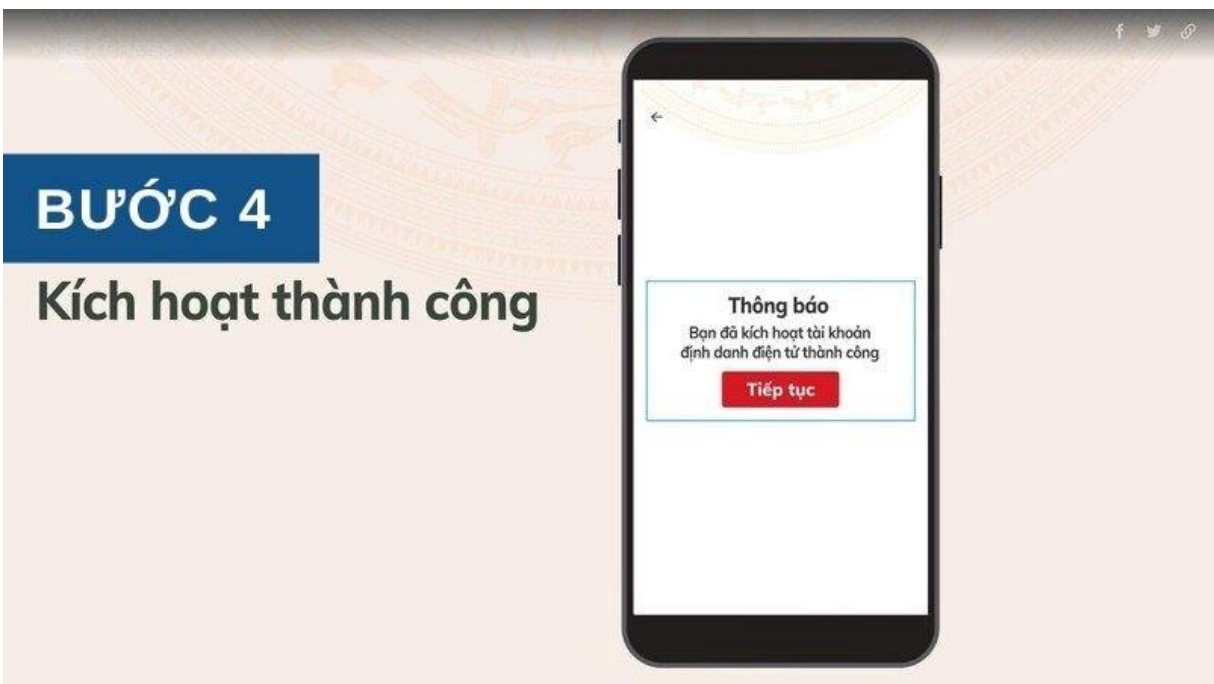 VNEXPRESS
BƯỚC 4
Kích hoạt thành công
Thông báo
Bạn đã kích hoạt tài khoản
định danh điện tử thành công
Tiếp tục